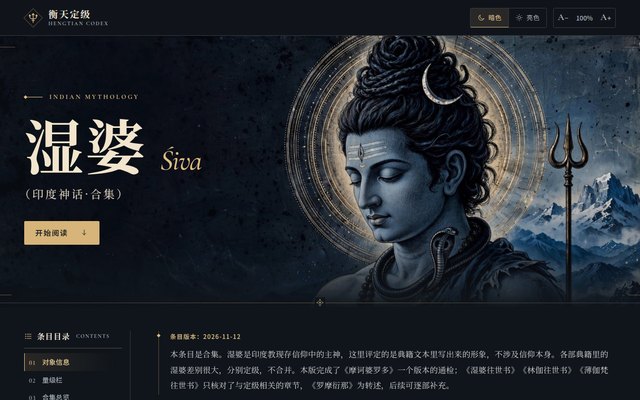 衡天定级
HENGTIAN CODEX
暗色
亮色
A−
100%
A+
INDIAN MYTHOLOGY
湿婆
Śiva
（印度神话·合集）
开始阅读 ↓
条目目录 CONTENTS
01 对象信息
02 量级栏
03 合集总览
条目版本：2026-11-12
本条目是合集。湿婆是印度教现存信仰中的主神，这里评定的是典籍文本里写出来的形象，不涉及信仰本身。各部典籍里的
湿婆差别很大，分别定级，不合并。本版完成了《摩诃婆罗多》一个版本的通检；《湿婆往世书》《林伽往世书》《薄伽梵
往世书》只核对了与定级相关的章节，《罗摩衍那》为转述，后续可逐部补充。